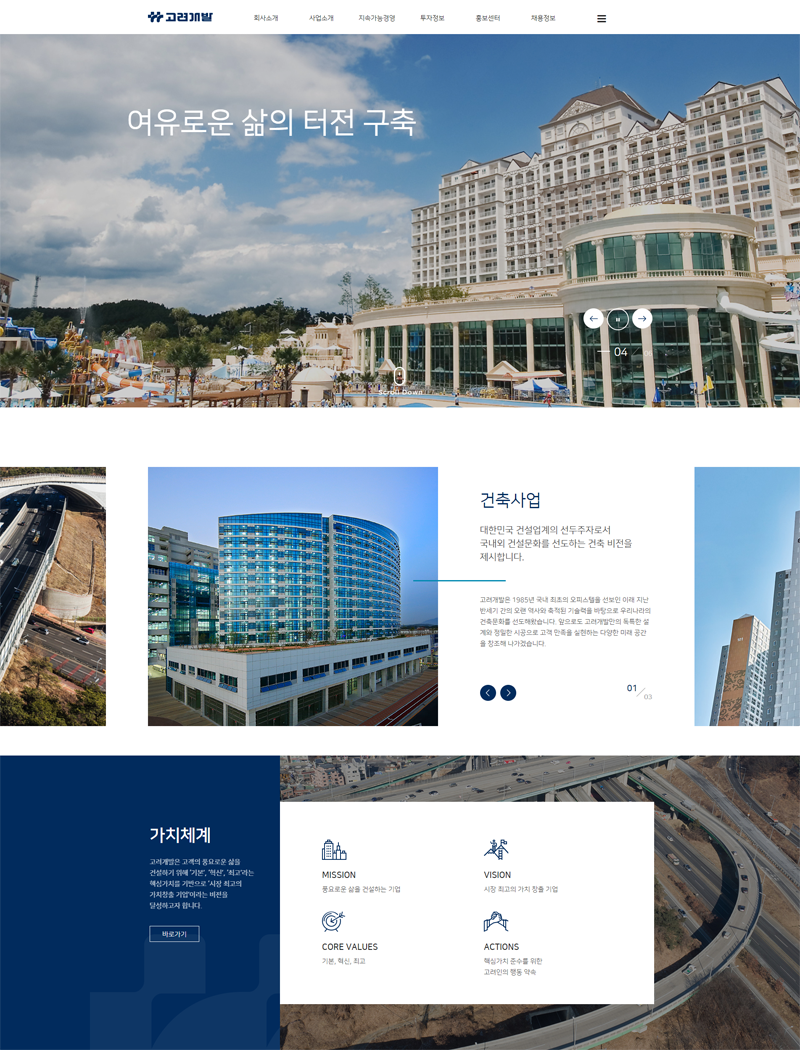 고려개발
회사소개 사업소개 지속가능경영 투자정보 홍보센터 채용정보
여유로운 삶의 터전 구축
04
Scroll Down
건축사업
대한민국 건설업계의 선두주자로서
국내외 건설문화를 선도하는 건축 비전을
제시합니다.
고려개발은 1985년 국내 최초의 오피스텔을 선보인 이래 지난
반세기 간의 오랜 역사와 축적된 기술력을 바탕으로 우리나라의
건축문화를 선도해왔습니다. 앞으로도 고려개발만의 독특한 설
계와 정밀한 시공으로 고객 만족을 실현하는 다양한 미래 공간
을 창조해 나가겠습니다.
01
03
가치체계
고려개발은 고객의 풍요로운 삶을
건설하기 위해 '기본', '혁신', '최고'라는
핵심가치를 기반으로 '시장 최고의
가치창출 기업'이라는 비전을
달성하고자 합니다.
바로가기
MISSION
풍요로운 삶을 건설하는 기업
VISION
시장 최고의 가치 창출 기업
CORE VALUES
기본, 혁신, 최고
ACTIONS
핵심가치 준수를 위한
고려인의 행동 약속